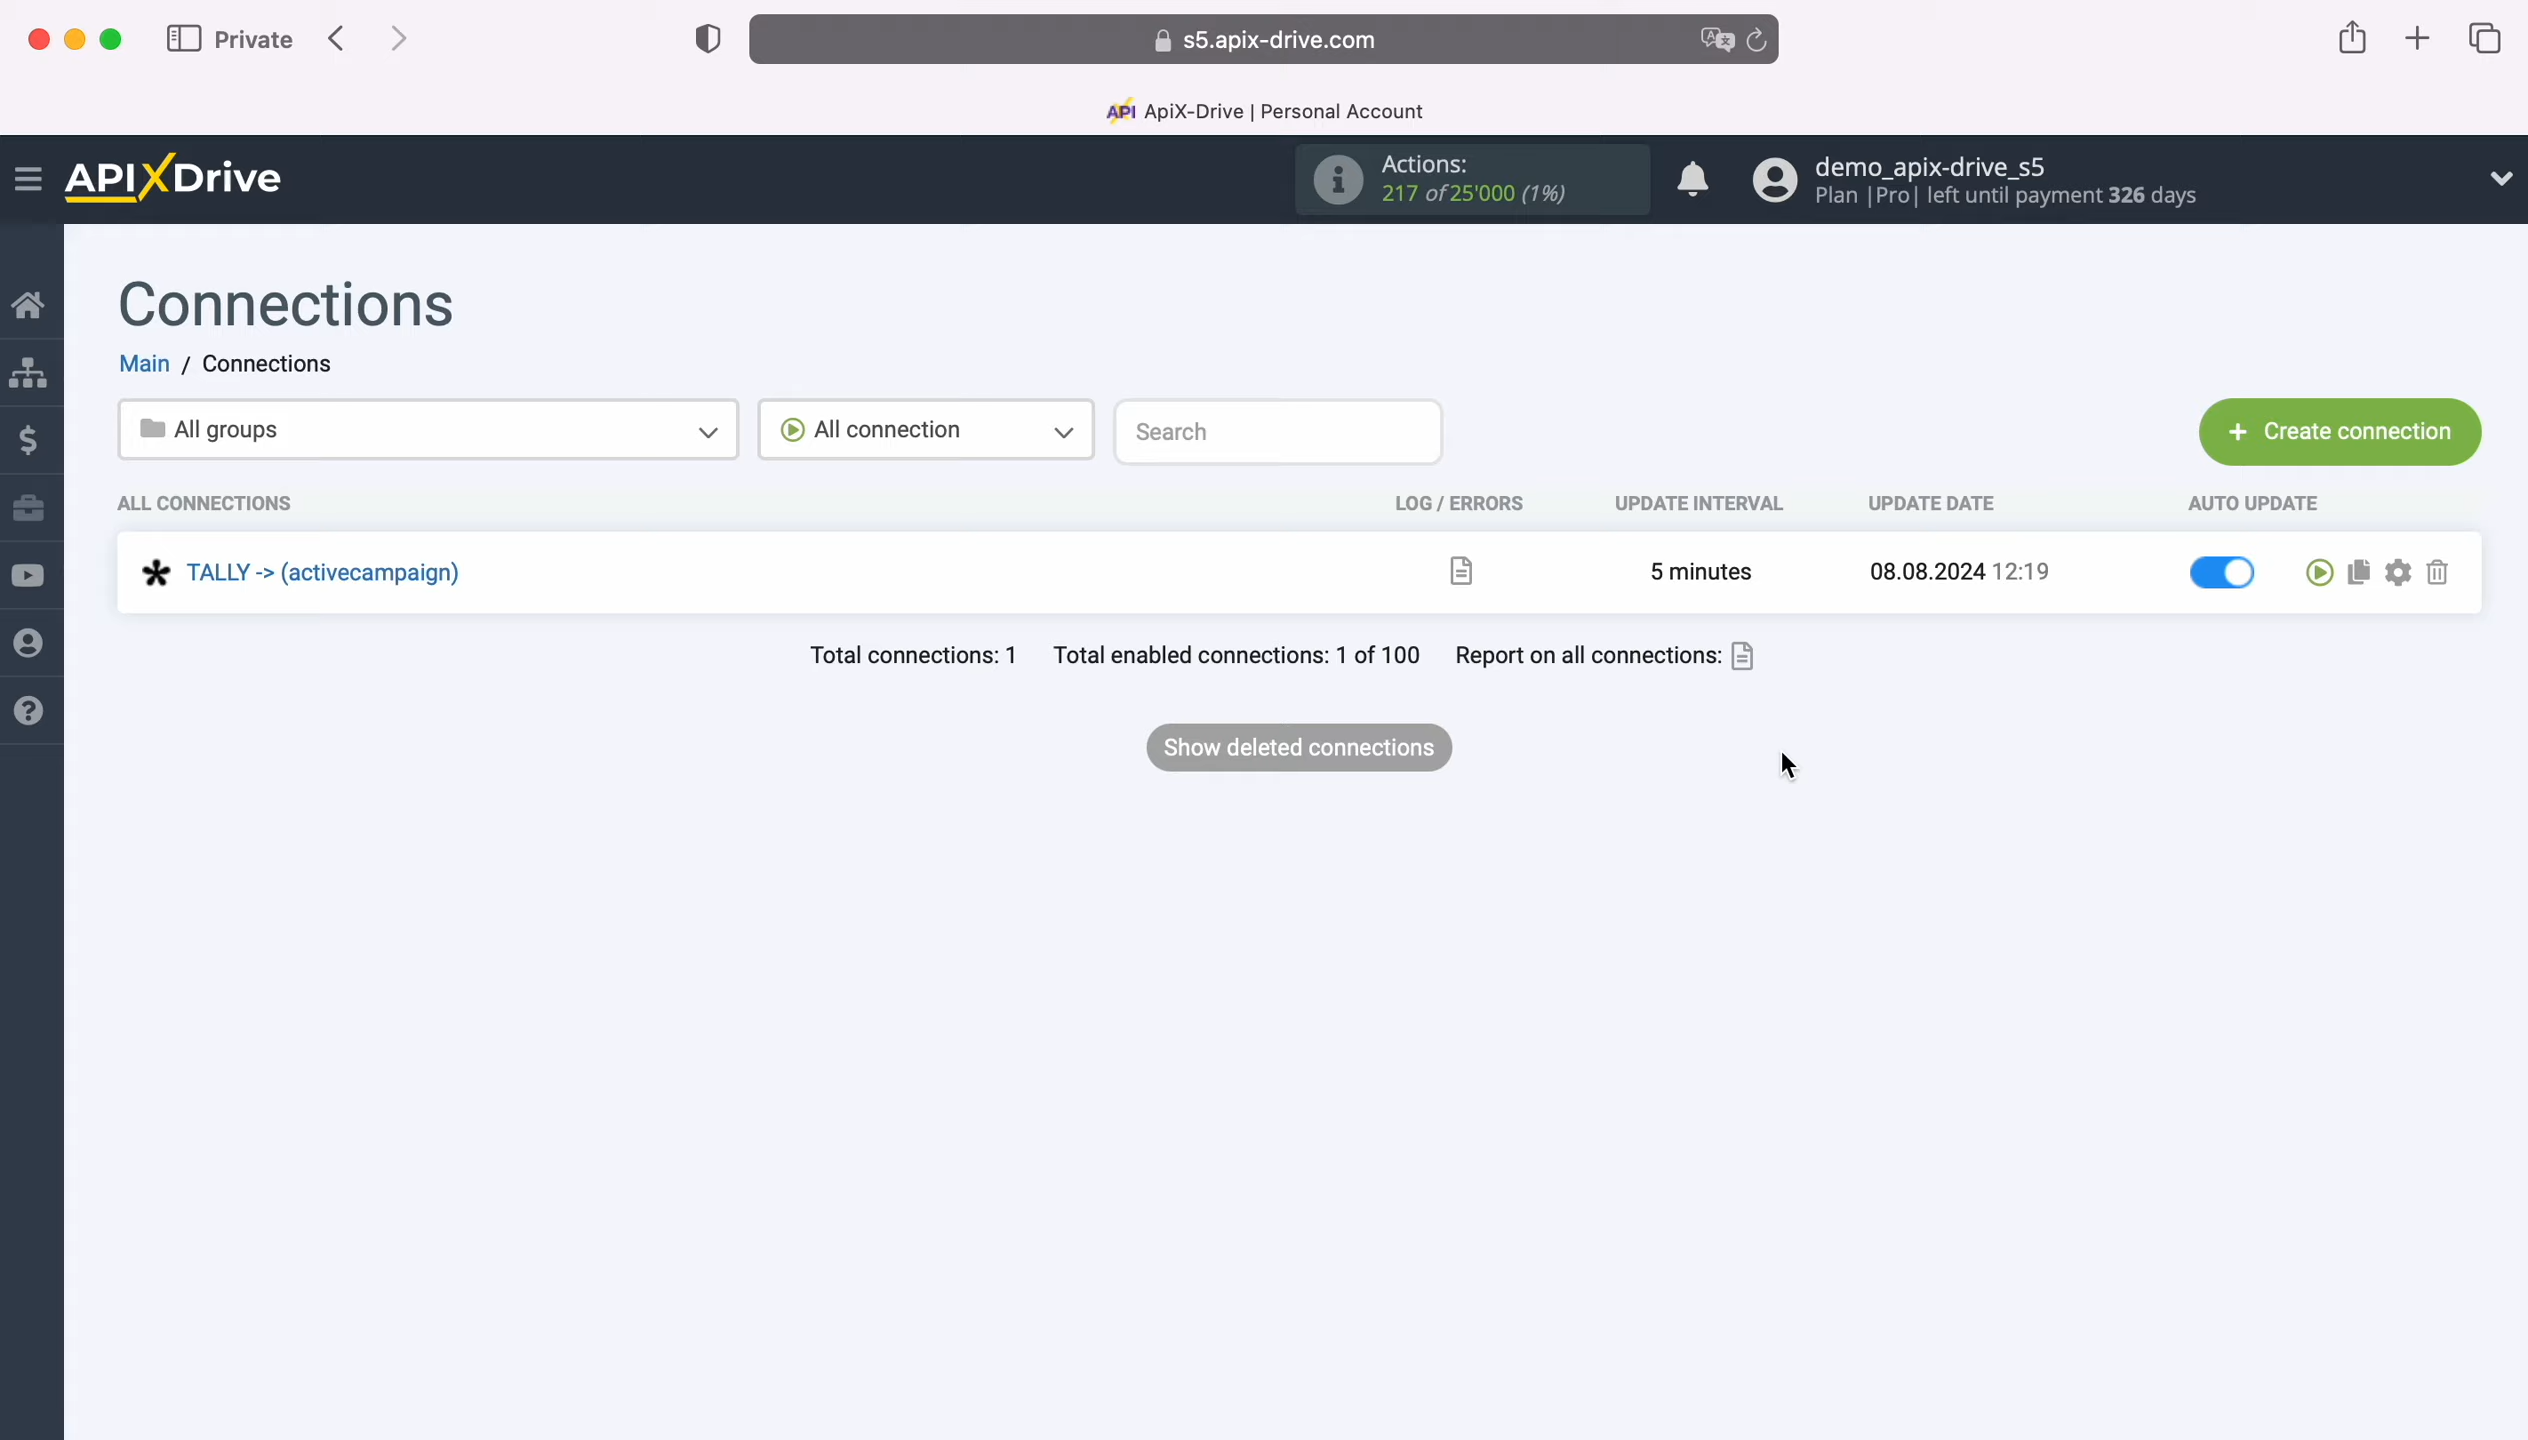 Private
s5.apix-drive.com
API ApiX-Drive | Personal Account
APIXDrive
Actions:
217 of 25'000 (1%)
demo_apix-drive_s5
Plan |Pro| left until payment 326 days
Connections
Main / Connections
All groups
All connection
Search
+ Create connection
ALL CONNECTIONS LOG / ERRORS UPDATE INTERVAL UPDATE DATE AUTO UPDATE
TALLY -> (activecampaign) 5 minutes 08.08.2024 12:19
Total connections: 1 Total enabled connections: 1 of 100 Report on all connections:
Show deleted connections